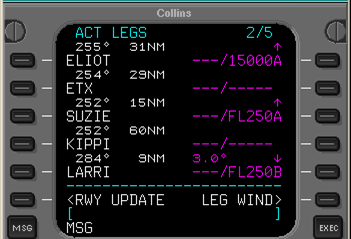 Collins
ACT LEGS 2/5
255° 31NM ↑
ELIOT ---/15000A
254° 29NM
ETX ---/-----
252° 15NM ↑
SUZIE ---/FL250A
252° 60NM
KIPPI ---/-----
284° 9NM 3.0° ↓
LARRI ---/FL250B
--------------------------------
<RWY UPDATE LEG WIND>
[ ]
MSG
MSG EXEC